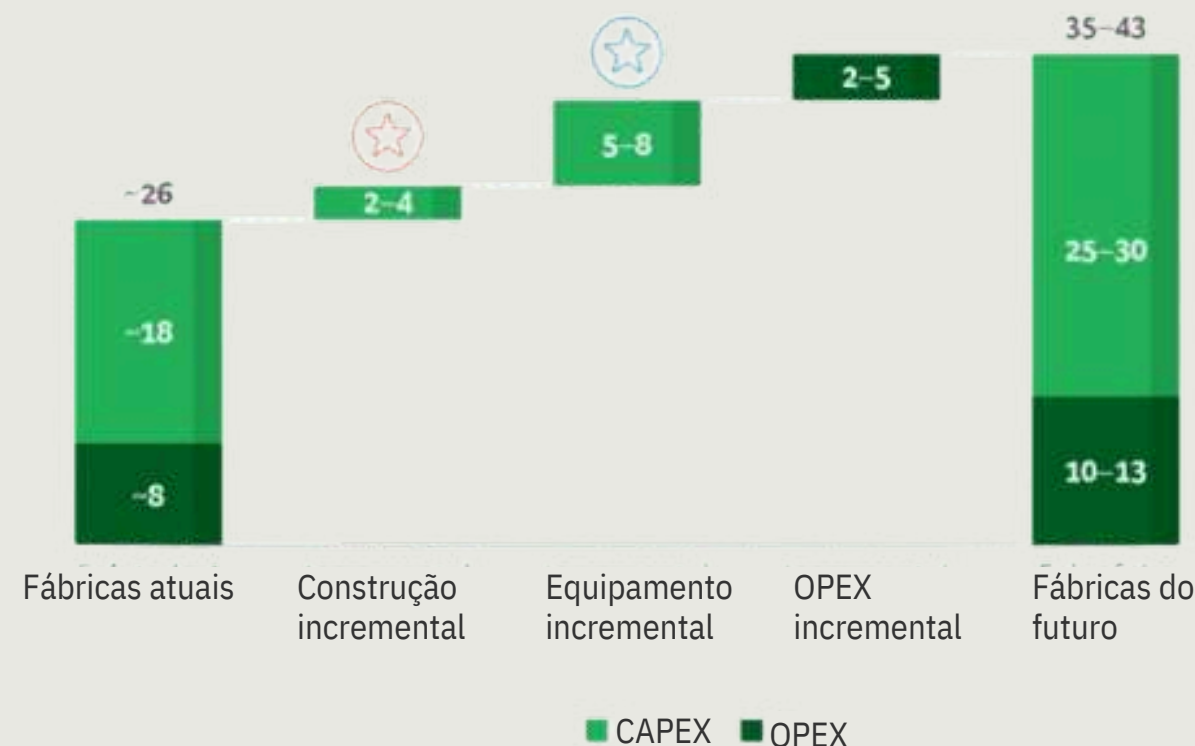 35–43
2–5
5–8
~26
2–4
25–30
~18
10–13
~8
Fábricas atuais
Construção
incremental
Equipamento
incremental
OPEX
incremental
Fábricas do
futuro
CAPEX
OPEX